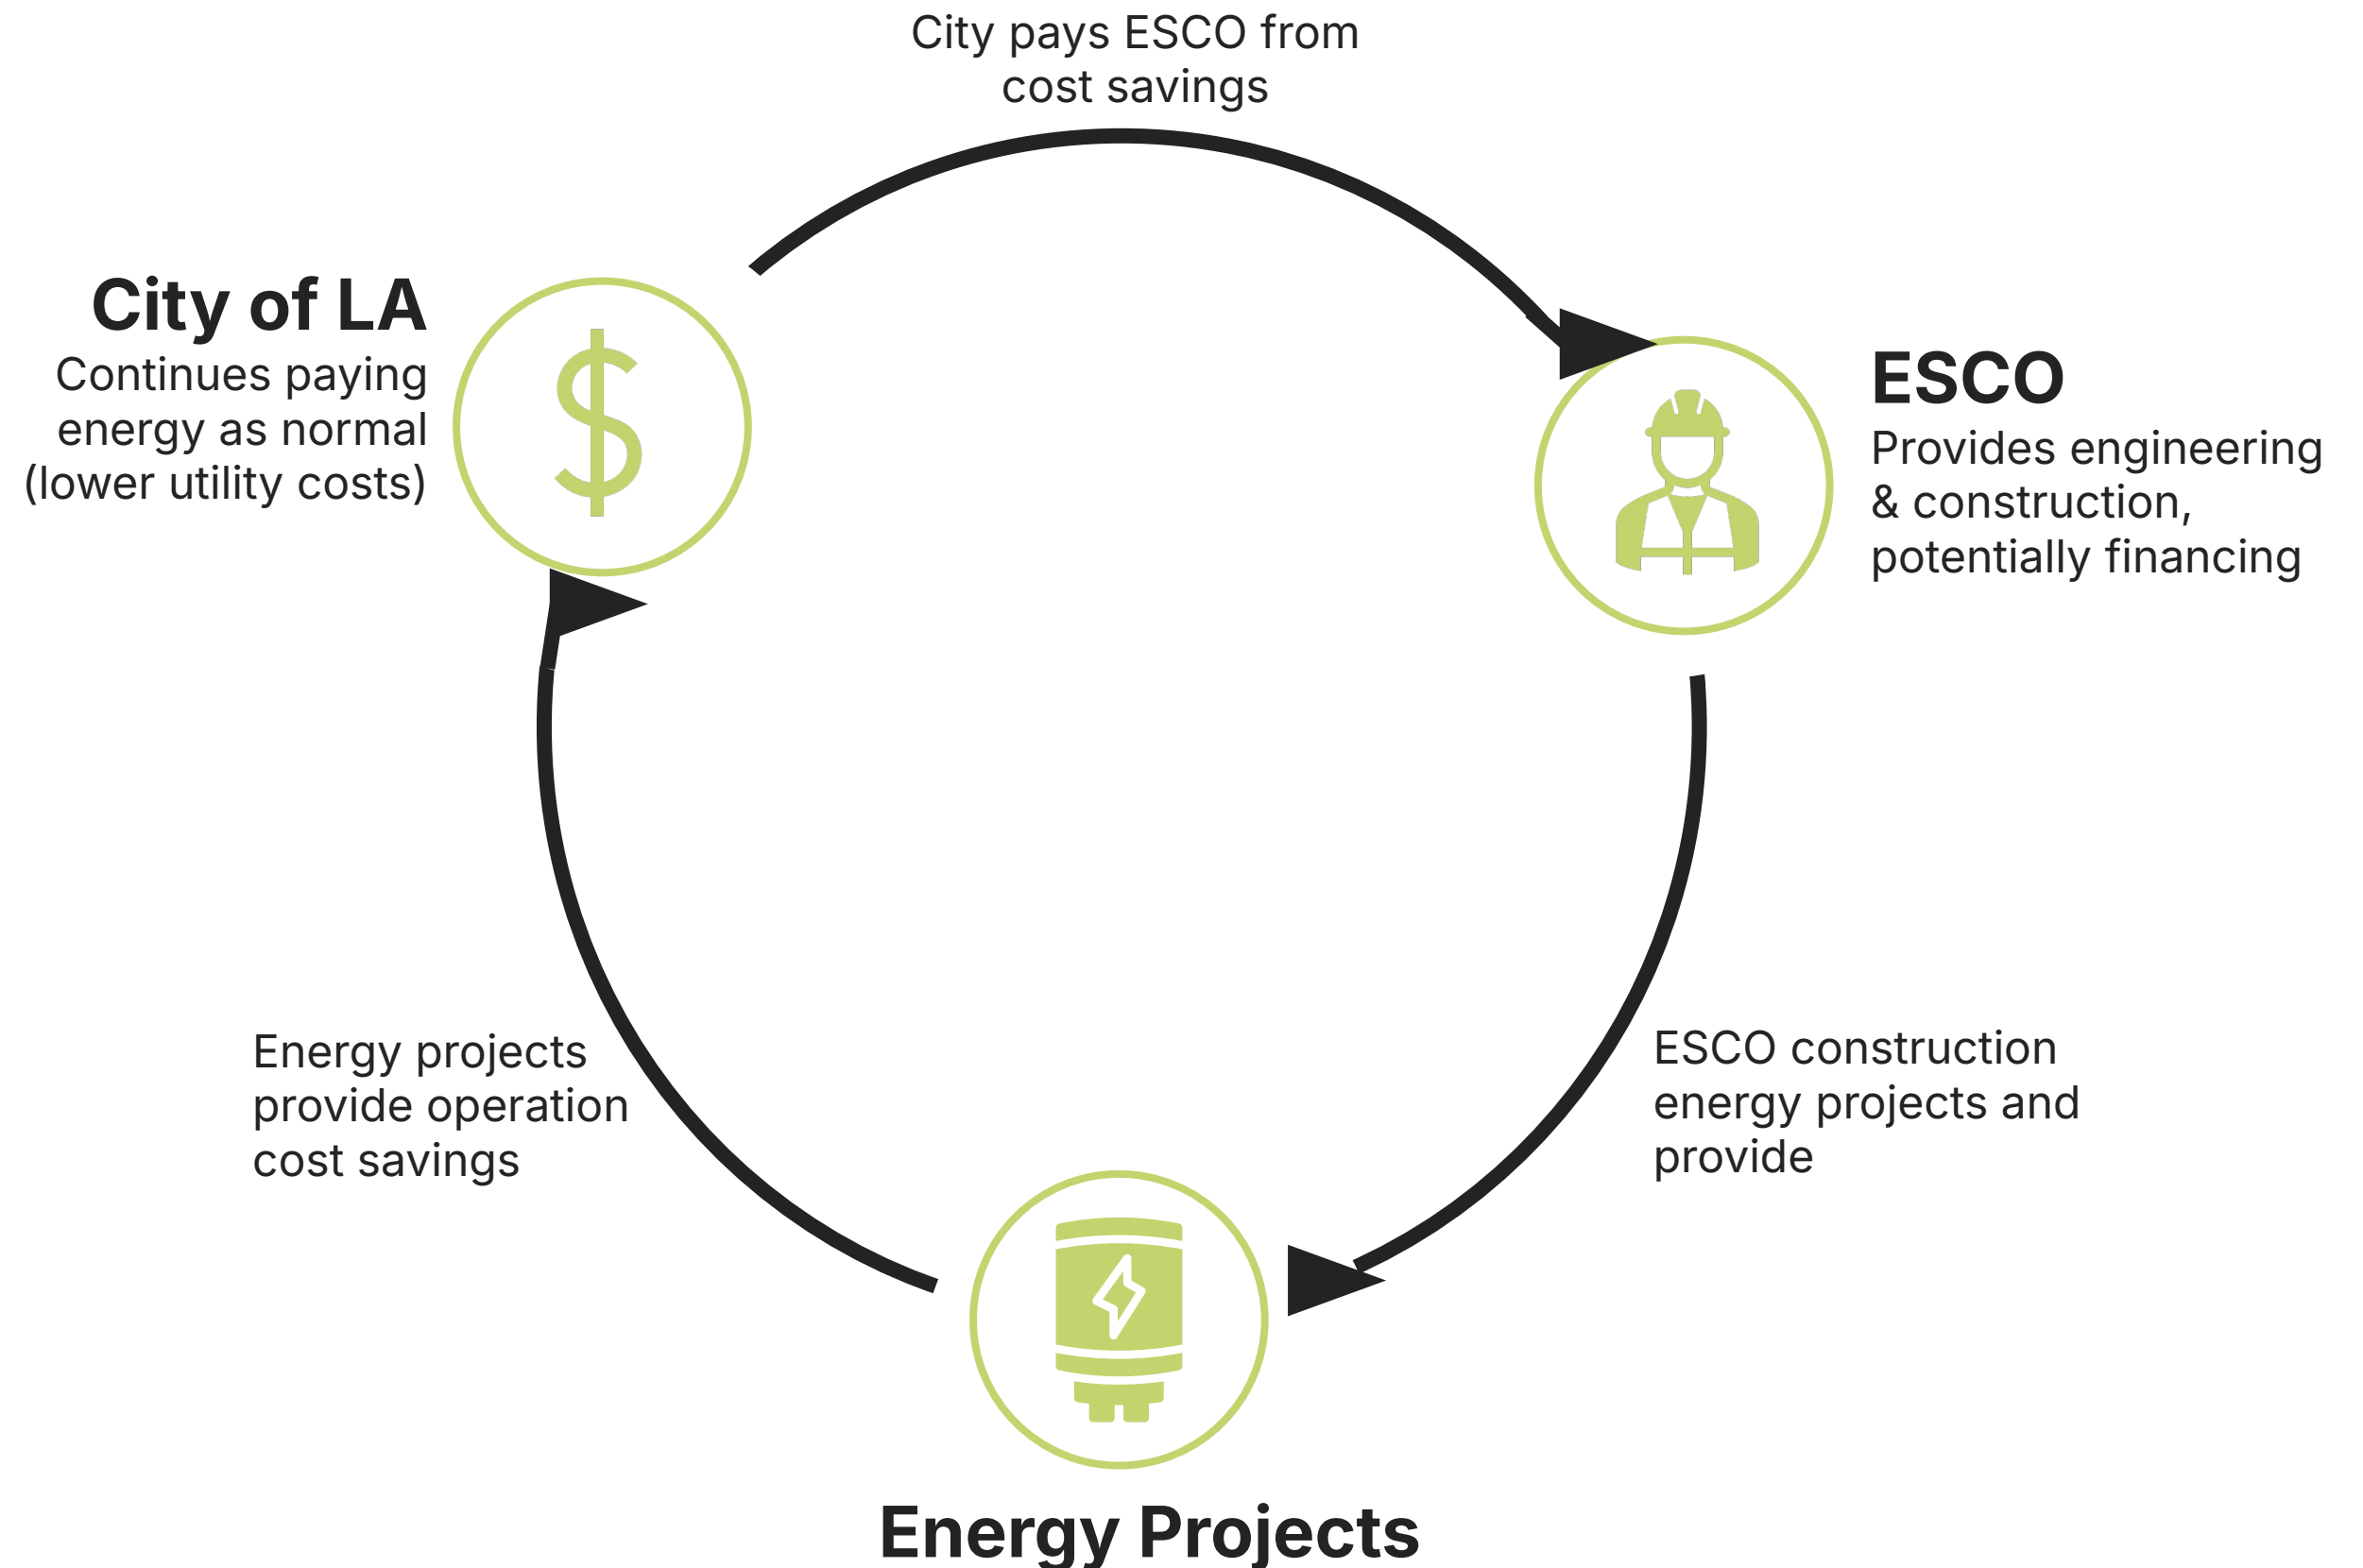 City pays ESCO from
cost savings
City of LA
Continues paying
energy as normal
(lower utility costs)
$
ESCO
Provides engineering
& construction,
potentially financing
Energy projects
provide operation
cost savings
ESCO construction
energy projects and
provide
Energy Projects